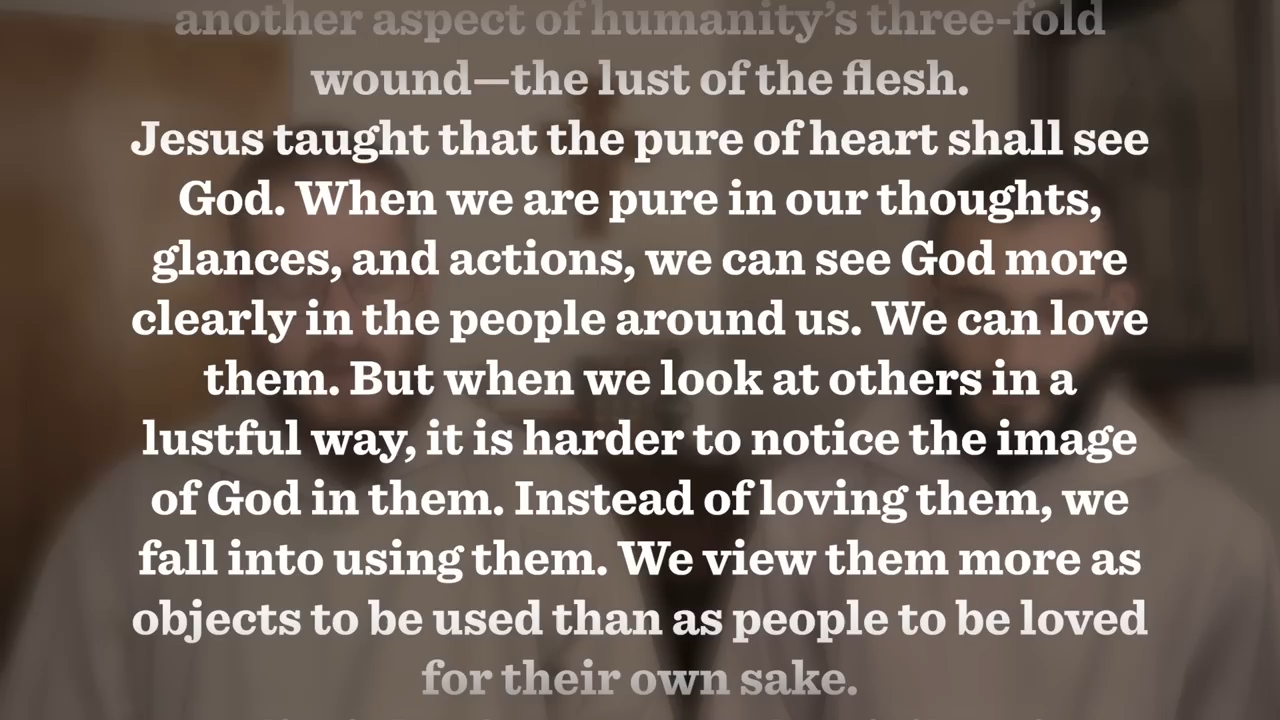 another aspect of humanity’s three-fold
wound—the lust of the flesh.
Jesus taught that the pure of heart shall see
God. When we are pure in our thoughts,
glances, and actions, we can see God more
clearly in the people around us. We can love
them. But when we look at others in a
lustful way, it is harder to notice the image
of God in them. Instead of loving them, we
fall into using them. We view them more as
objects to be used than as people to be loved
for their own sake.